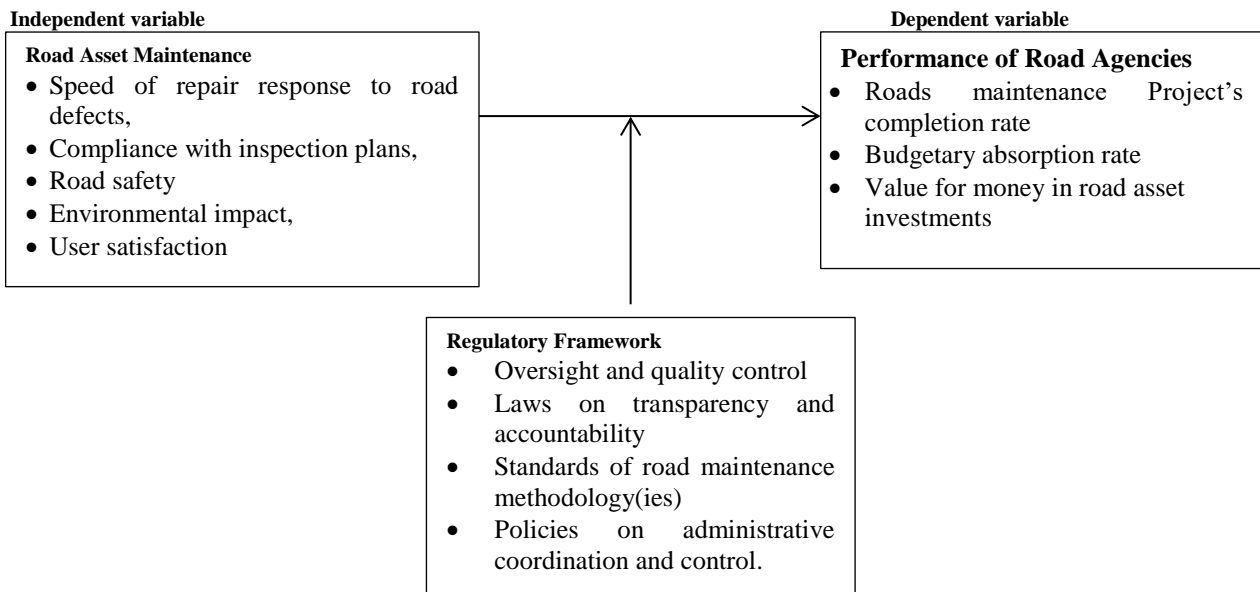 Independent variable
Road Asset Maintenance
• Speed of repair response to road
defects,
• Compliance with inspection plans,
• Road safety
• Environmental impact,
• User satisfaction
Dependent variable
Performance of Road Agencies
• Roads maintenance Project’s
completion rate
• Budgetary absorption rate
• Value for money in road asset
investments
Regulatory Framework
• Oversight and quality control
• Laws on transparency and
accountability
• Standards of road maintenance
methodology(ies)
• Policies on administrative
coordination and control.